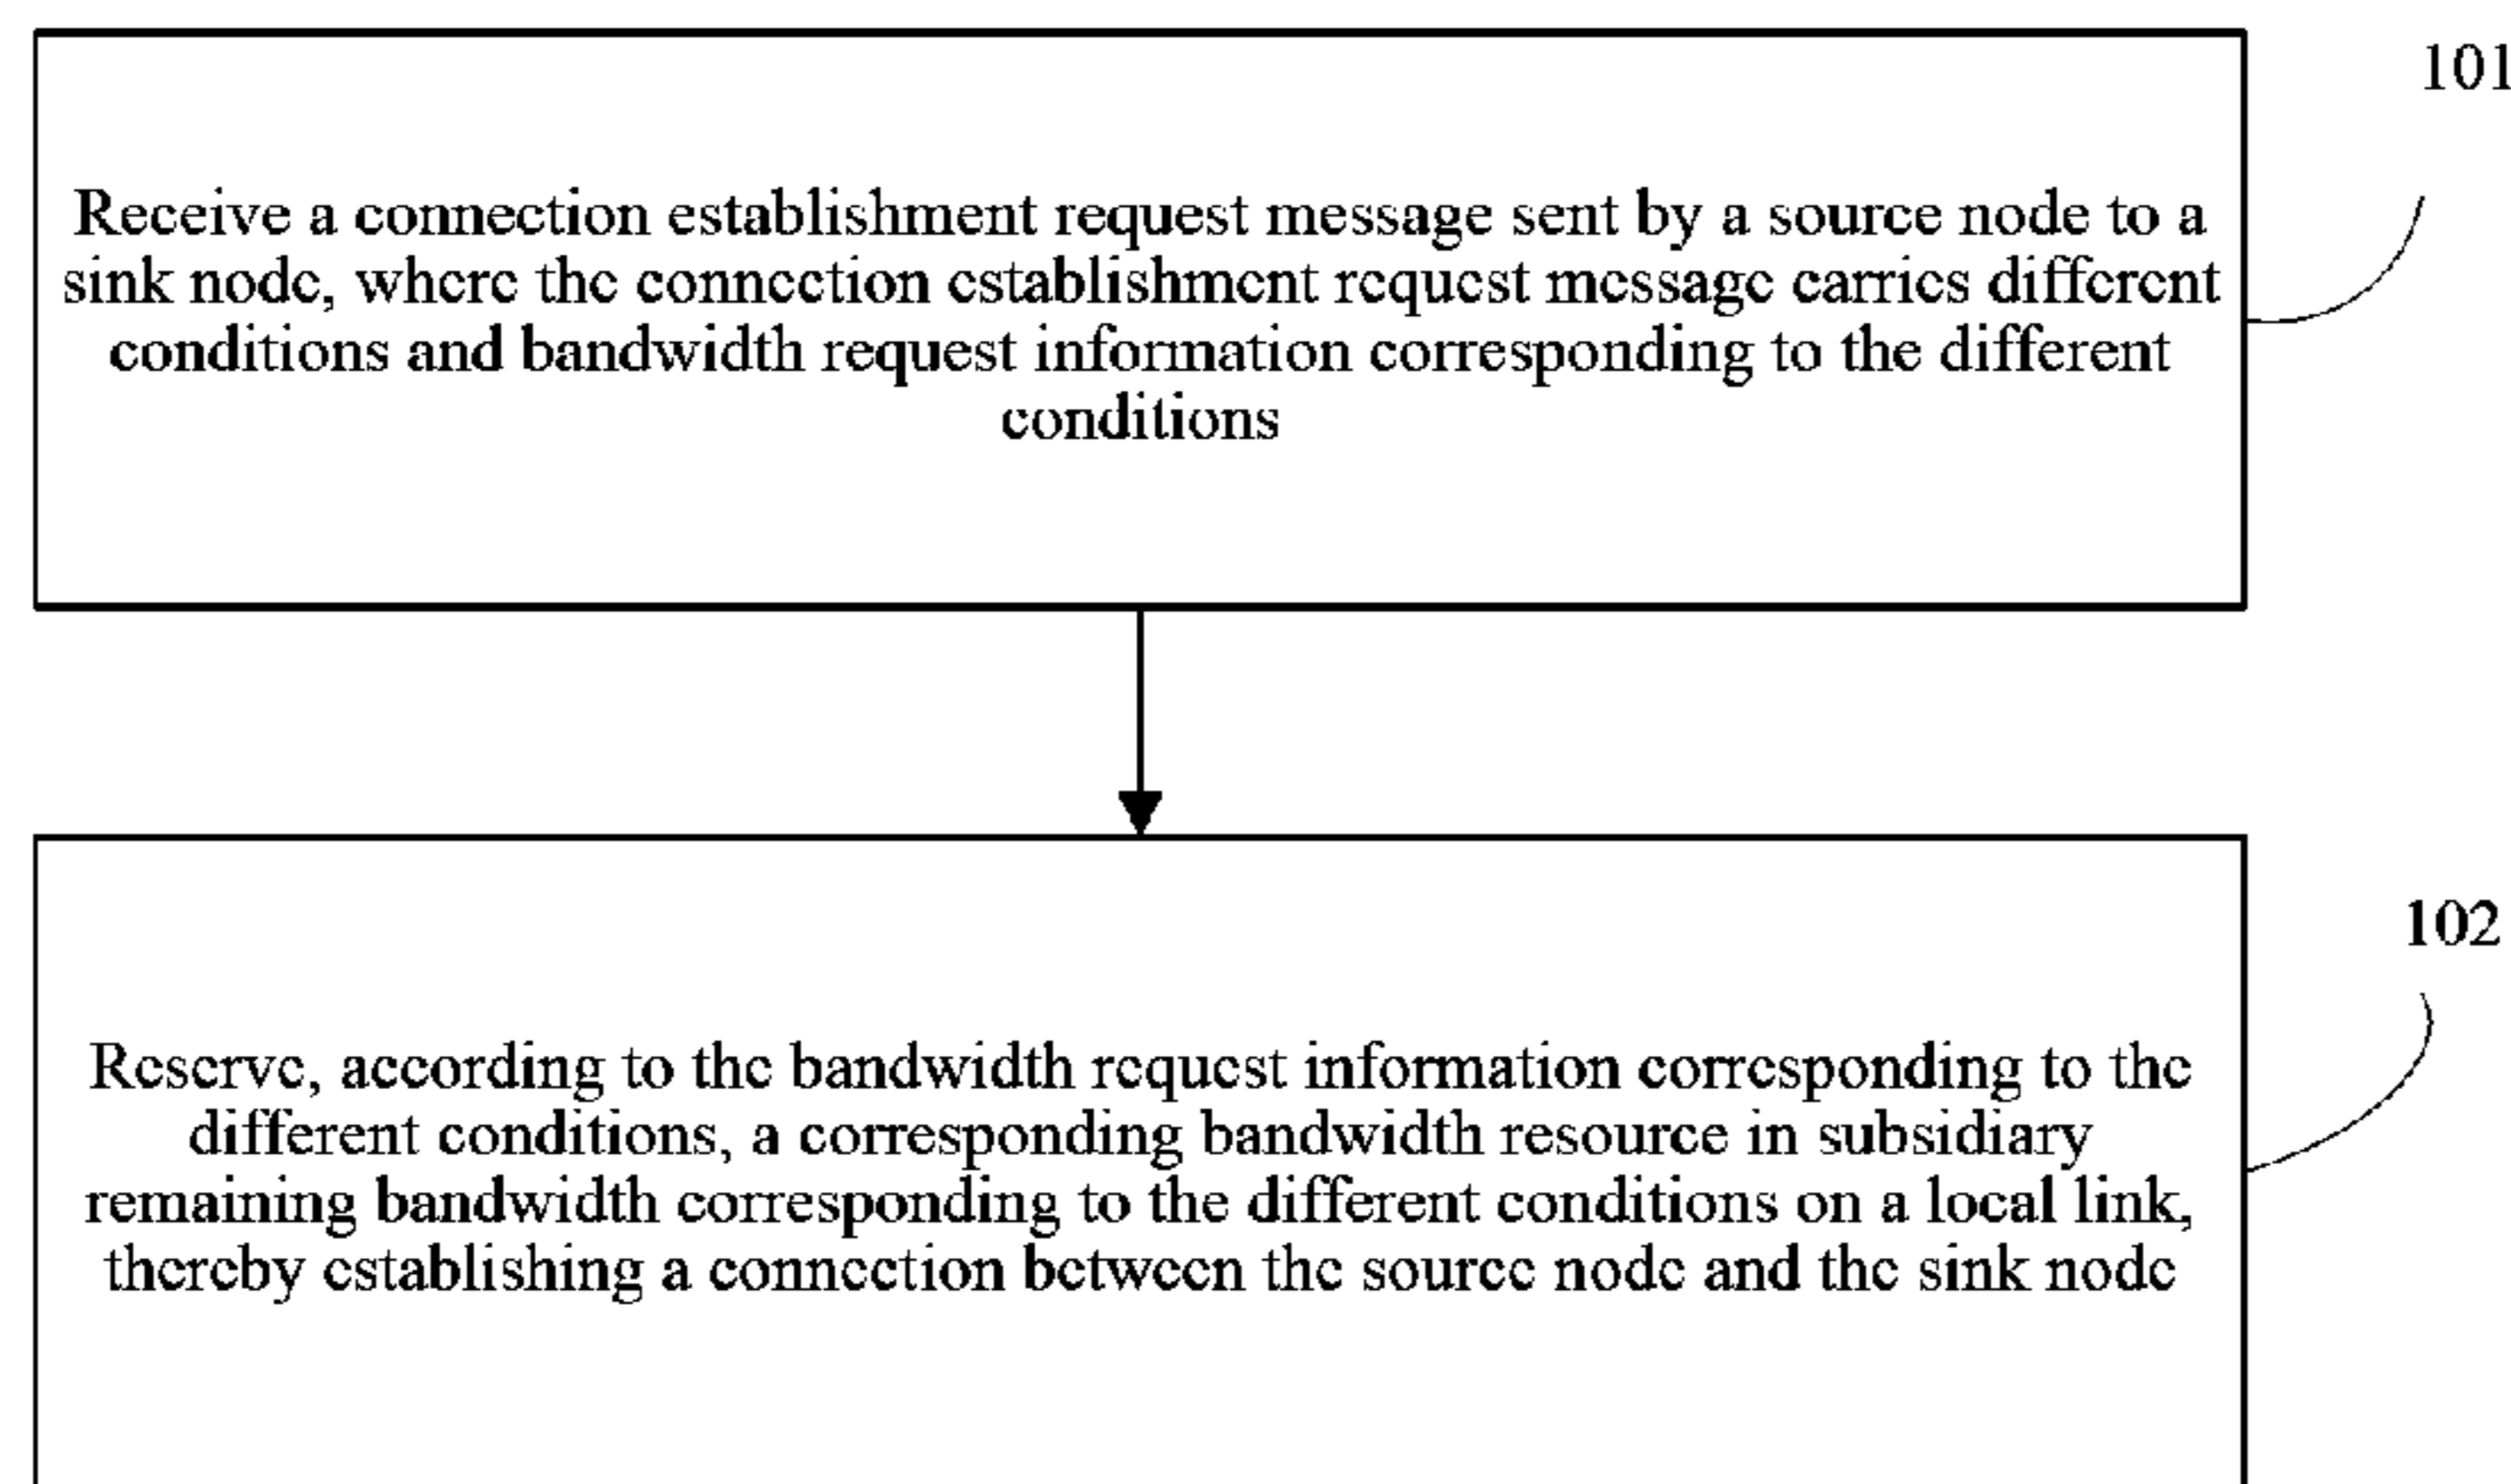 101
Receive a connection establishment request message sent by a source node to a
sink node, where the connection establishment request message carries different
conditions and bandwidth request information corresponding to the different
conditions
102
Reserve, according to the bandwidth request information corresponding to the
different conditions, a corresponding bandwidth resource in subsidiary
remaining bandwidth corresponding to the different conditions on a local link,
thereby establishing a connection between the source node and the sink node